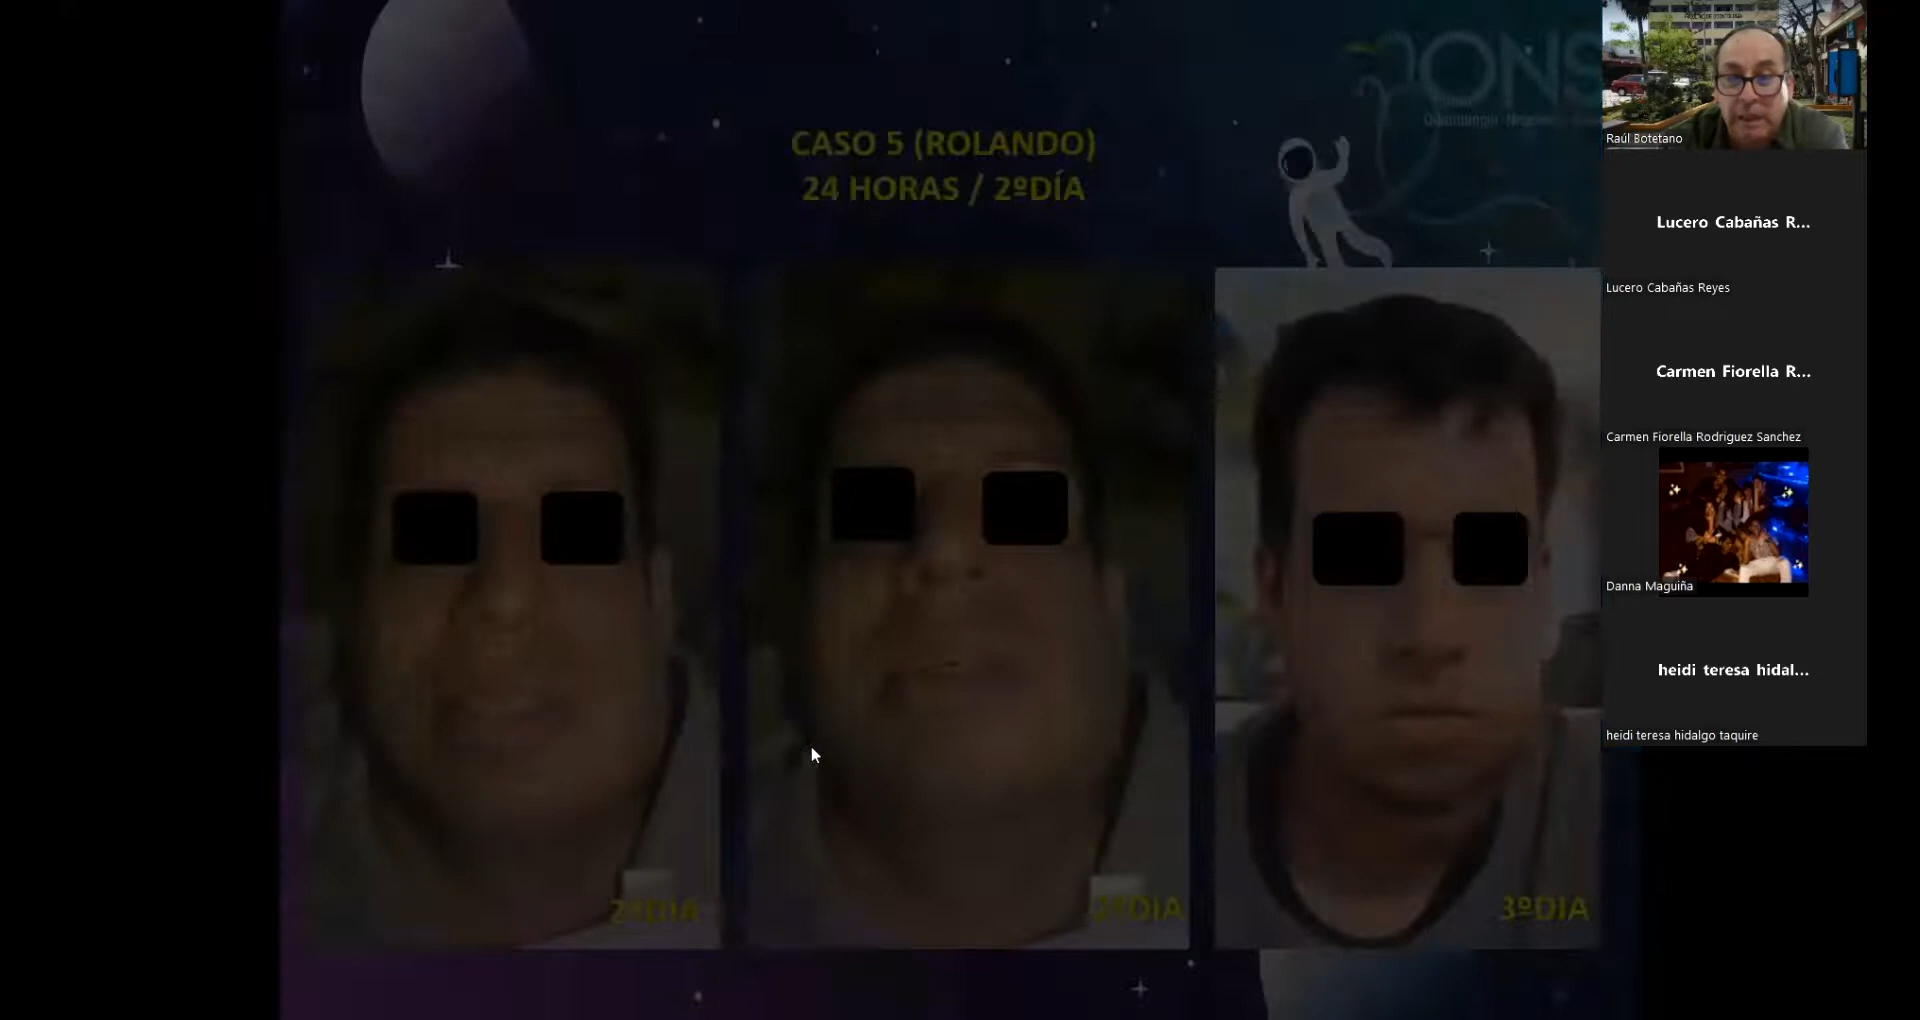 CASO 5 (ROLANDO)
24 HORAS / 2ºDÍA
ONS
2ºDIA
2ºDIA
3ºDIA
Raúl Botetano
Lucero Cabañas R...
Lucero Cabañas Reyes
Carmen Fiorella R...
Carmen Fiorella Rodriguez Sanchez
Danna Maguiña
heidi teresa hidal...
heidi teresa hidalgo taquire